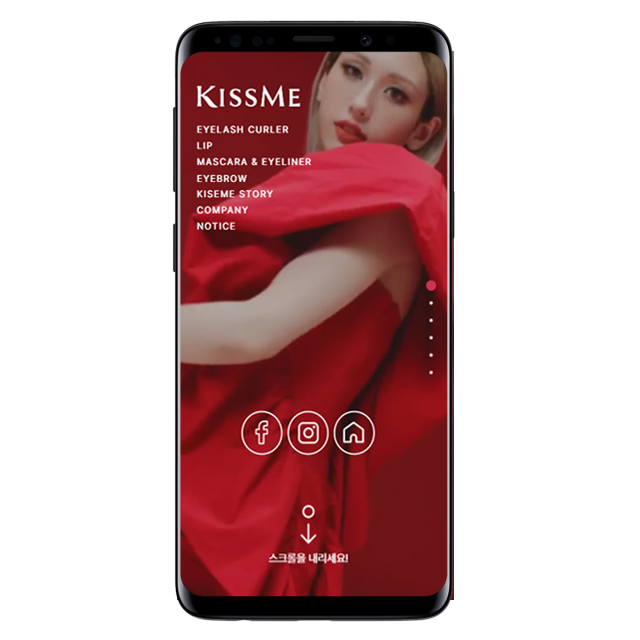 KISSME
EYELASH CURLER
LIP
MASCARA & EYELINER
EYEBROW
KISEME STORY
COMPANY
NOTICE
스크롤을 내리세요!